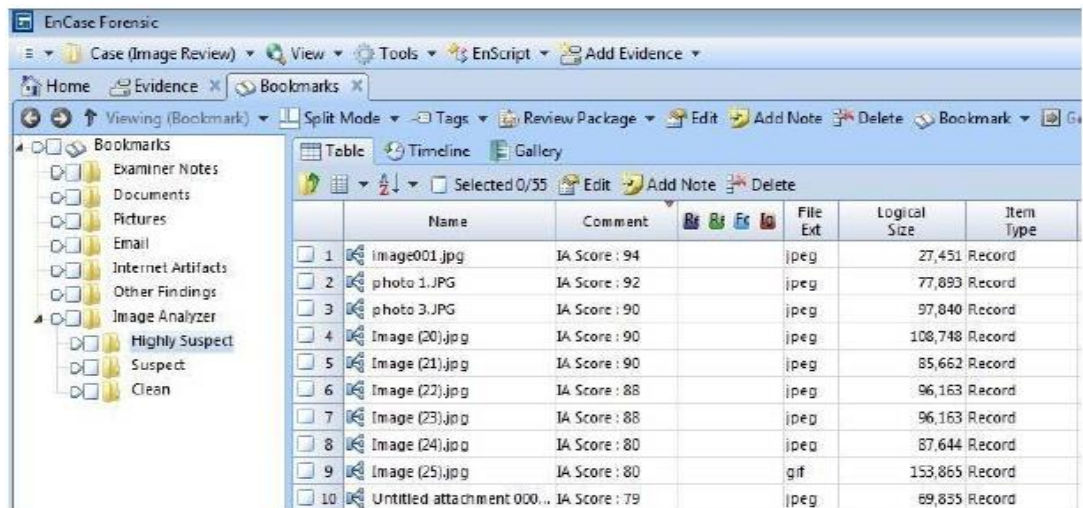 EnCase Forensic
Case (Image Review) View Tools EnScript Add Evidence
Home Evidence Bookmarks
Viewing (Bookmark) Split Mode Tags Review Package Edit Add Note Delete Bookmark
Bookmarks
Examiner Notes
Documents
Pictures
Email
Internet Artifacts
Other Findings
Image Analyzer
Highly Suspect
Suspect
Clean
Table Timeline Gallery
Selected 0/55 Edit Add Note Delete
Name Comment File Ext Logical Size Item Type
1 image001.jpg IA Score : 94 jpeg 27,451 Record
2 photo 1.JPG IA Score : 92 jpeg 77,893 Record
3 photo 3.JPG IA Score : 90 jpeg 97,840 Record
4 Image (20).jpg IA Score : 90 jpeg 108,748 Record
5 Image (21).jpg IA Score : 90 jpeg 85,662 Record
6 Image (22).jpg IA Score : 88 jpeg 96,163 Record
7 Image (23).jpg IA Score : 88 jpeg 96,163 Record
8 Image (24).jpg IA Score : 80 jpeg 87,644 Record
9 Image (25).jpg IA Score : 80 gif 153,865 Record
10 Untitled attachment 000... IA Score : 79 jpeg 69,835 Record